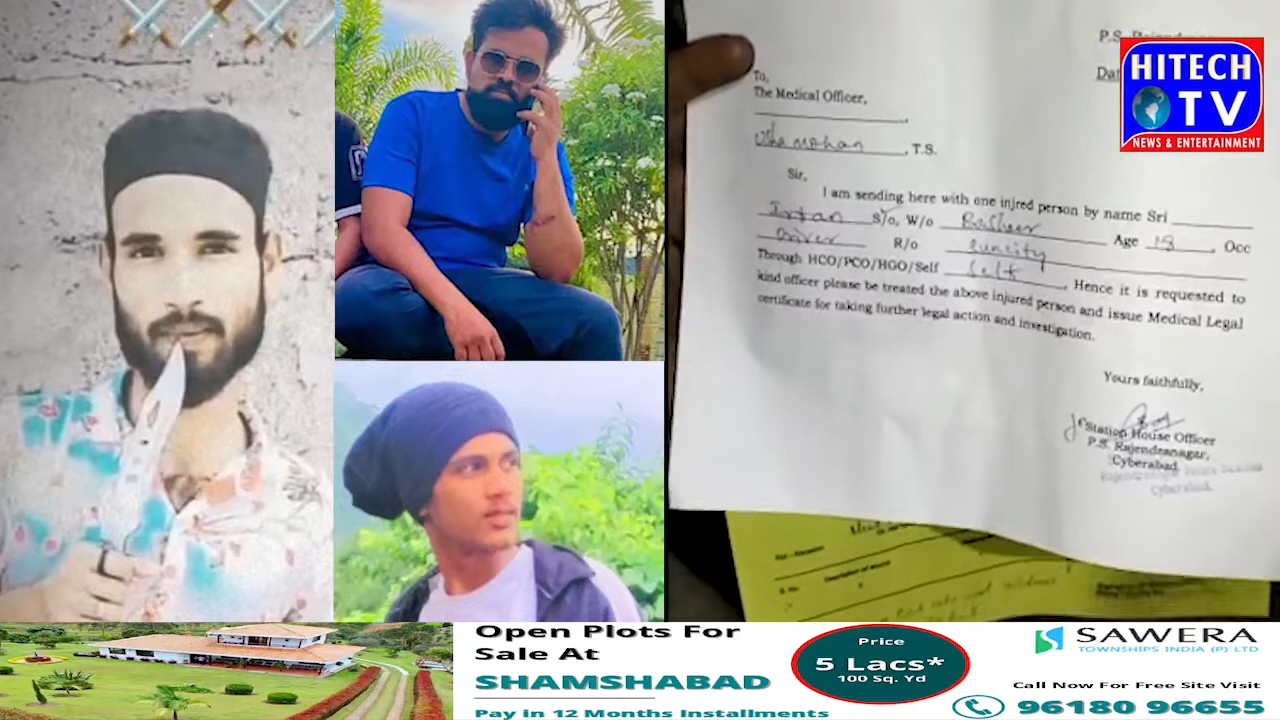 HITECH
TV
NEWS & ENTERTAINMENT
To,
The Medical Officer,
T.S.
Sir,
I am sending here with one injred person by name Sri
Irfan S/o, W/o Basheer Age 18, Occ
Driver R/o Suncity
Through HCO/PCO/HGO/Self Self, Hence it is requested to
kind officer please be treated the above injured person and issue Medical Legal
certificate for taking further legal action and investigation.
Yours faithfully,
Station House Officer
P.S. Rajendranagar,
Cyberabad.
Cyberabad.
Open Plots For
Sale At
SHAMSHABAD
Pay in 12 Months Installments
Price
5 Lacs*
100 Sq. Yd
SAWERA
TOWNSHIPS INDIA (P) LTD
Call Now For Free Site Visit
96180 96655